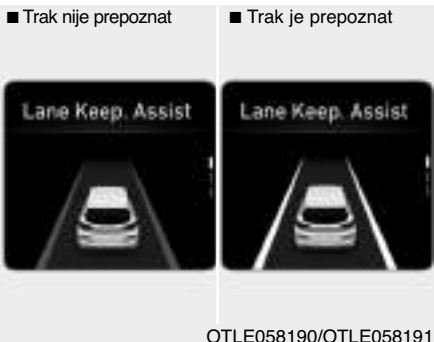 ■ Trak nije prepoznat
■ Trak je prepoznat
Lane Keep. Assist
Lane Keep. Assist
OTLE058190/OTLE058191